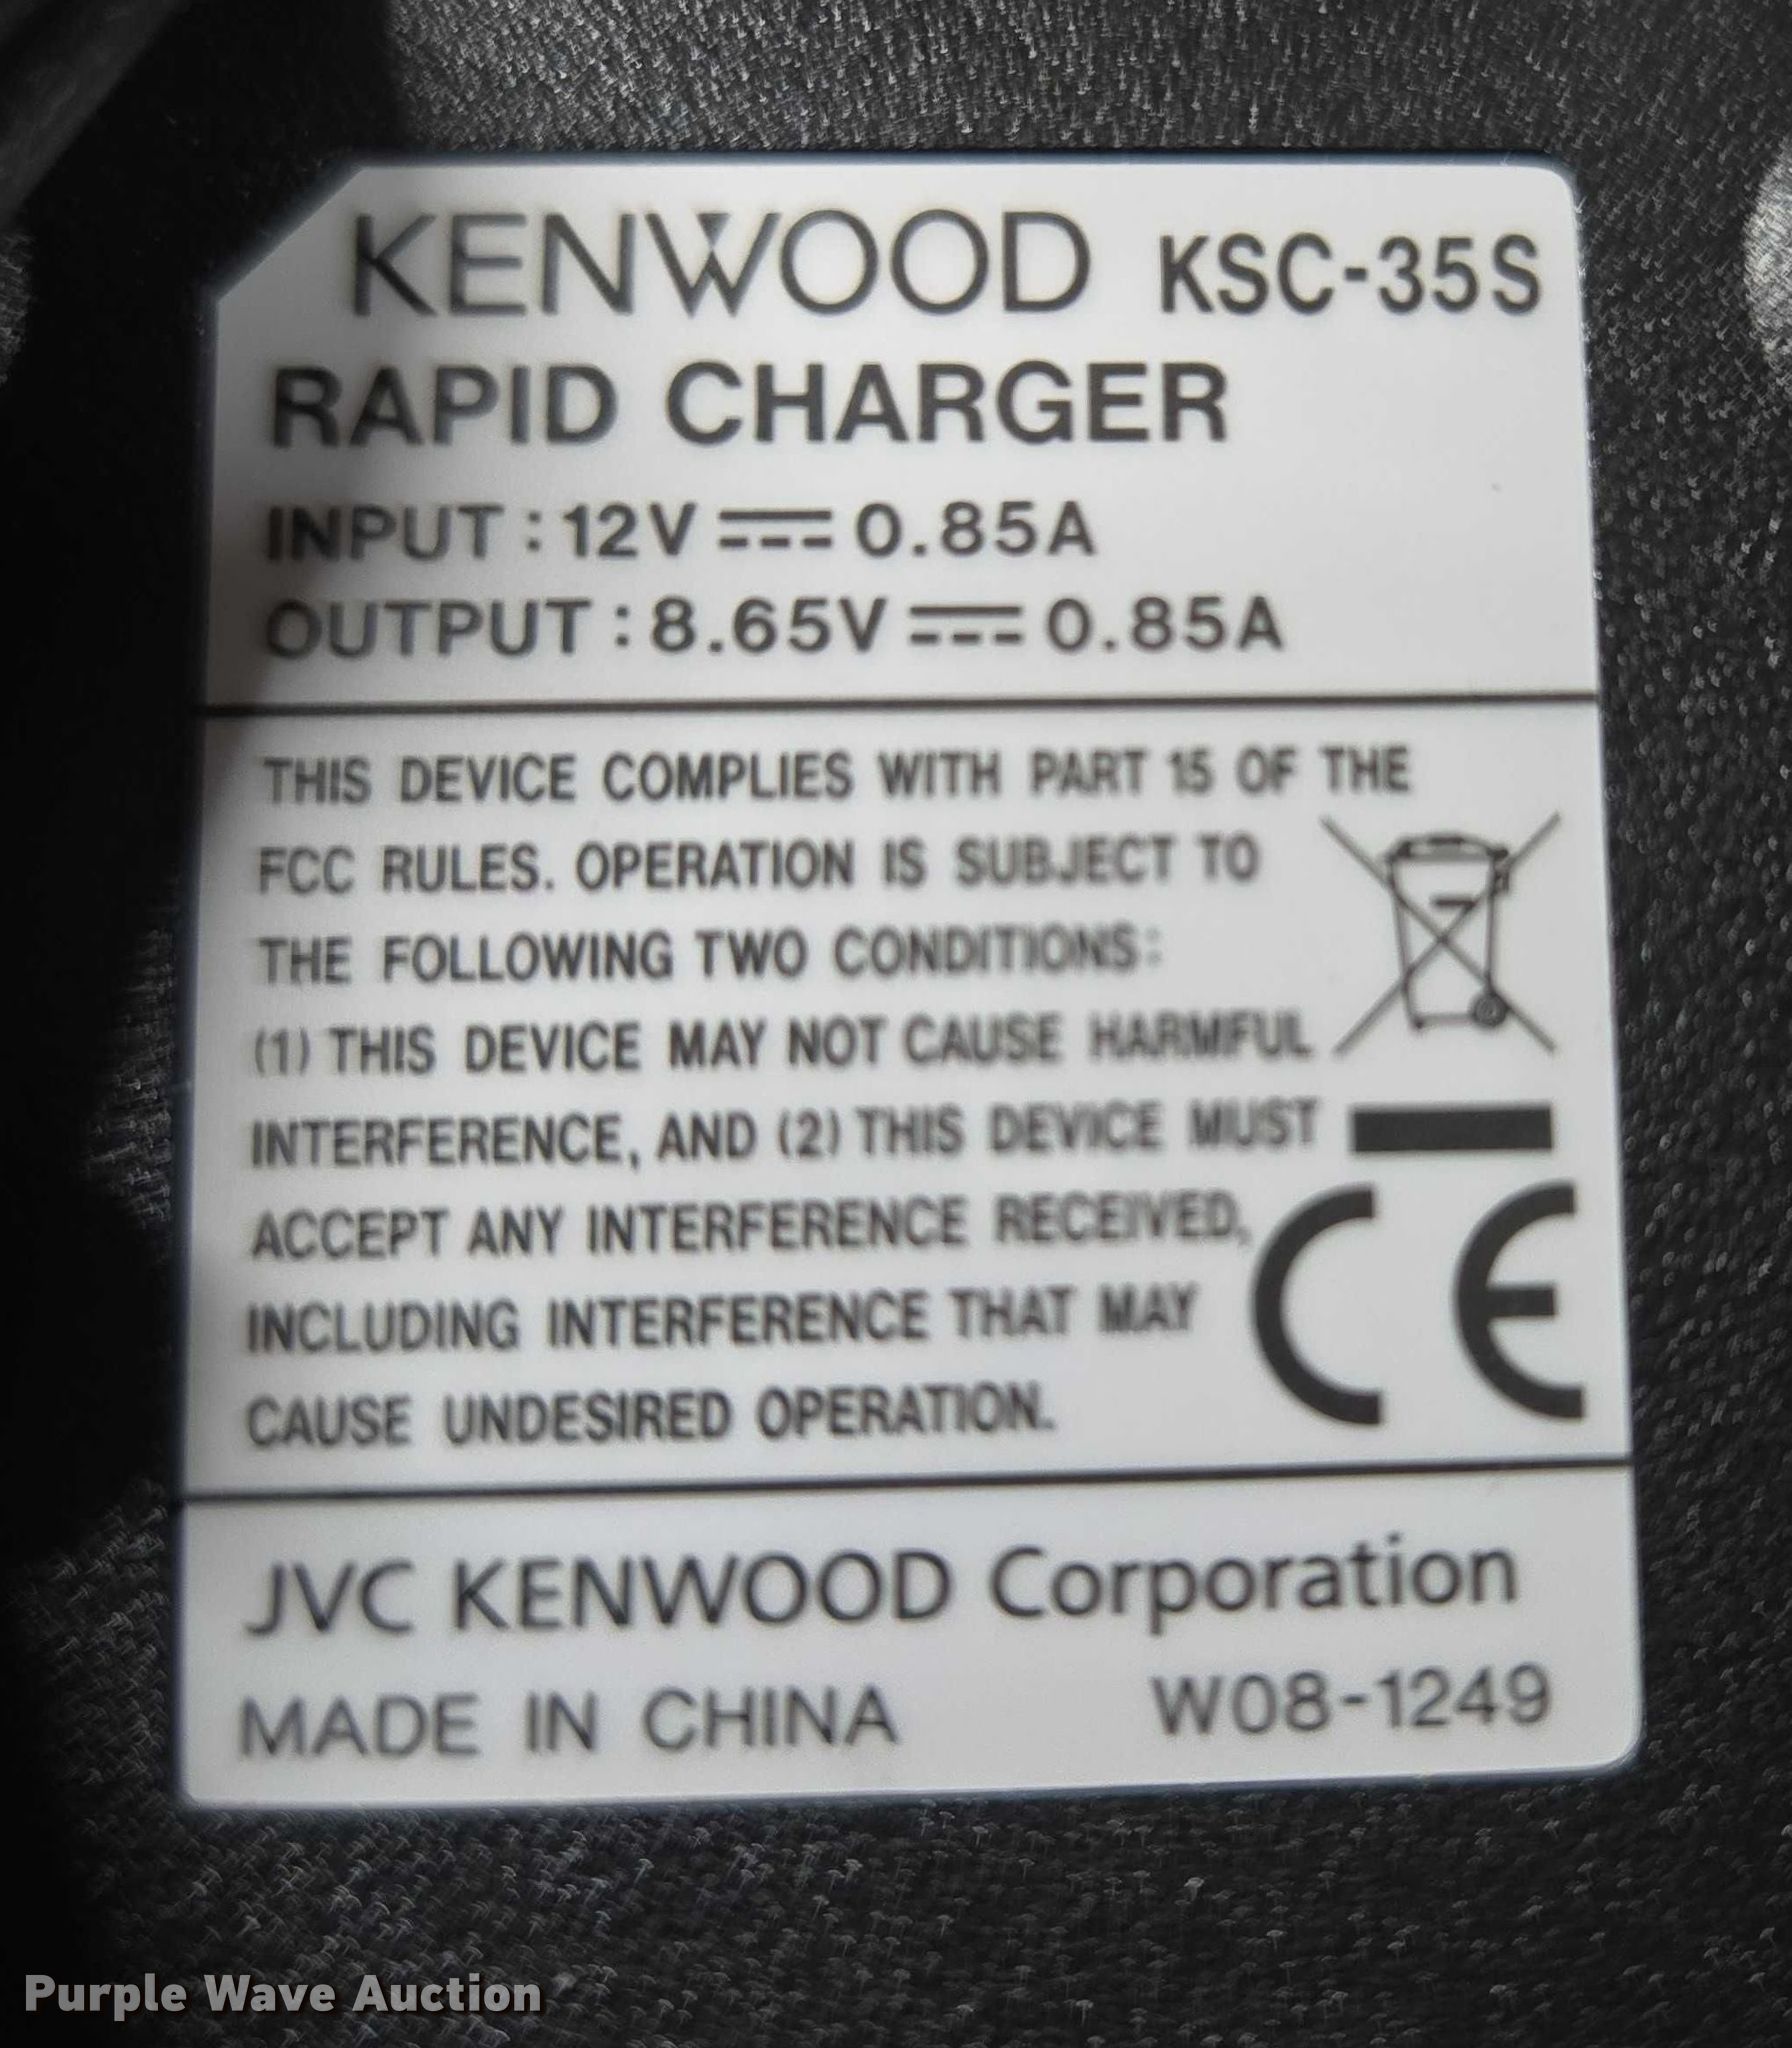 KENWOOD KSC-35S
RAPID CHARGER
INPUT : 12V ⎓ 0.85A
OUTPUT : 8.65V ⎓ 0.85A
THIS DEVICE COMPLIES WITH PART 15 OF THE
FCC RULES. OPERATION IS SUBJECT TO
THE FOLLOWING TWO CONDITIONS:
(1) THIS DEVICE MAY NOT CAUSE HARMFUL
INTERFERENCE, AND (2) THIS DEVICE MUST
ACCEPT ANY INTERFERENCE RECEIVED,
INCLUDING INTERFERENCE THAT MAY
CAUSE UNDESIRED OPERATION.
CE
JVC KENWOOD Corporation
MADE IN CHINA W08-1249
Purple Wave Auction